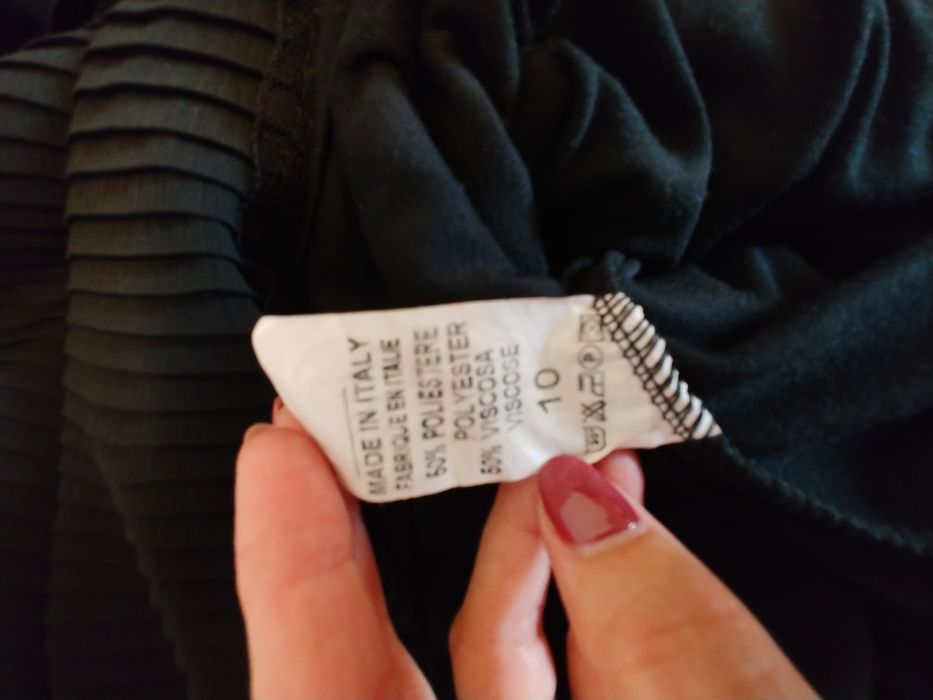 MADE IN ITALY
FABRIQUE EN ITALIE
50% POLIESTERE
POLYESTER
50% VISCOSA
VISCOSE
10
P